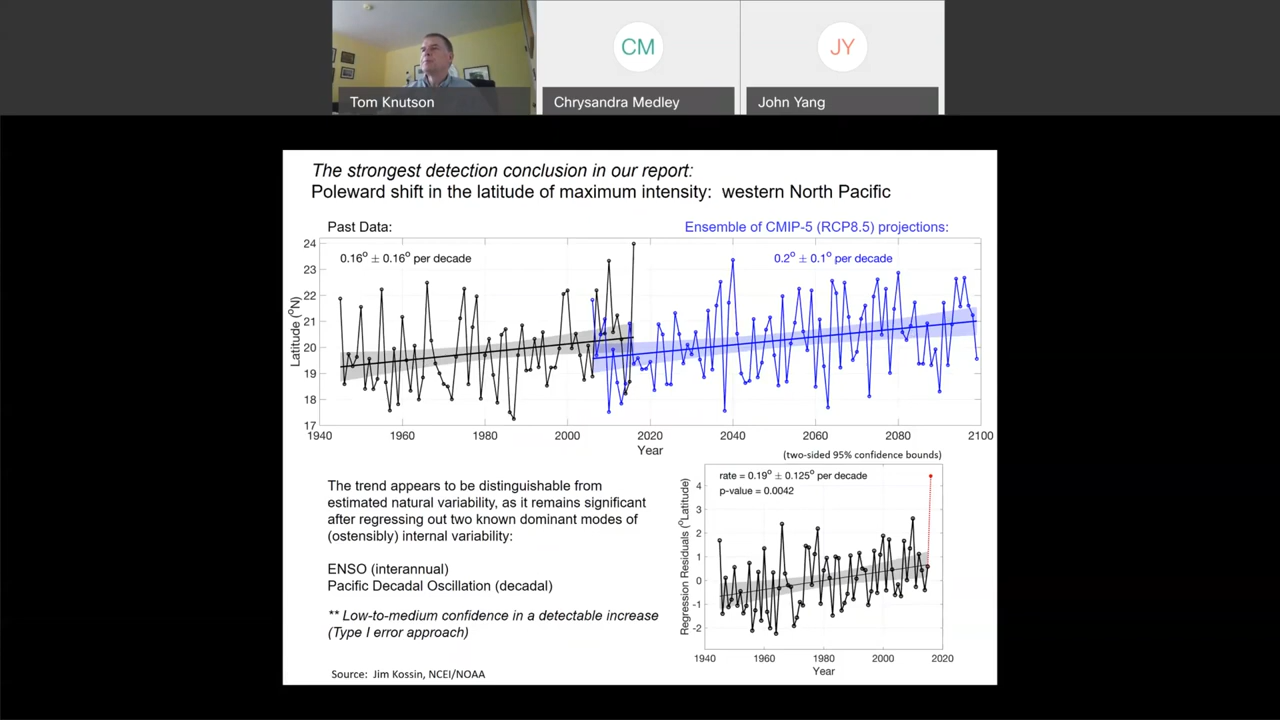 CM
JY
Tom Knutson
Chrysandra Medley
John Yang
The strongest detection conclusion in our report:
Poleward shift in the latitude of maximum intensity: western North Pacific
Past Data:
Ensemble of CMIP-5 (RCP8.5) projections:
0.16° ± 0.16° per decade
0.2° ± 0.1° per decade
Latitude (°N)
24
23
22
21
20
19
18
17
1940
1960
1980
2000
2020
2040
2060
2080
2100
Year
(two-sided 95% confidence bounds)
The trend appears to be distinguishable from
estimated natural variability, as it remains significant
after regressing out two known dominant modes of
(ostensibly) internal variability:
ENSO (interannual)
Pacific Decadal Oscillation (decadal)
** Low-to-medium confidence in a detectable increase
(Type I error approach)
Source: Jim Kossin, NCEI/NOAA
rate = 0.19° ± 0.125° per decade
p-value = 0.0042
Regression Residuals (°Latitude)
4
3
2
1
0
-1
-2
1940
1960
1980
2000
2020
Year